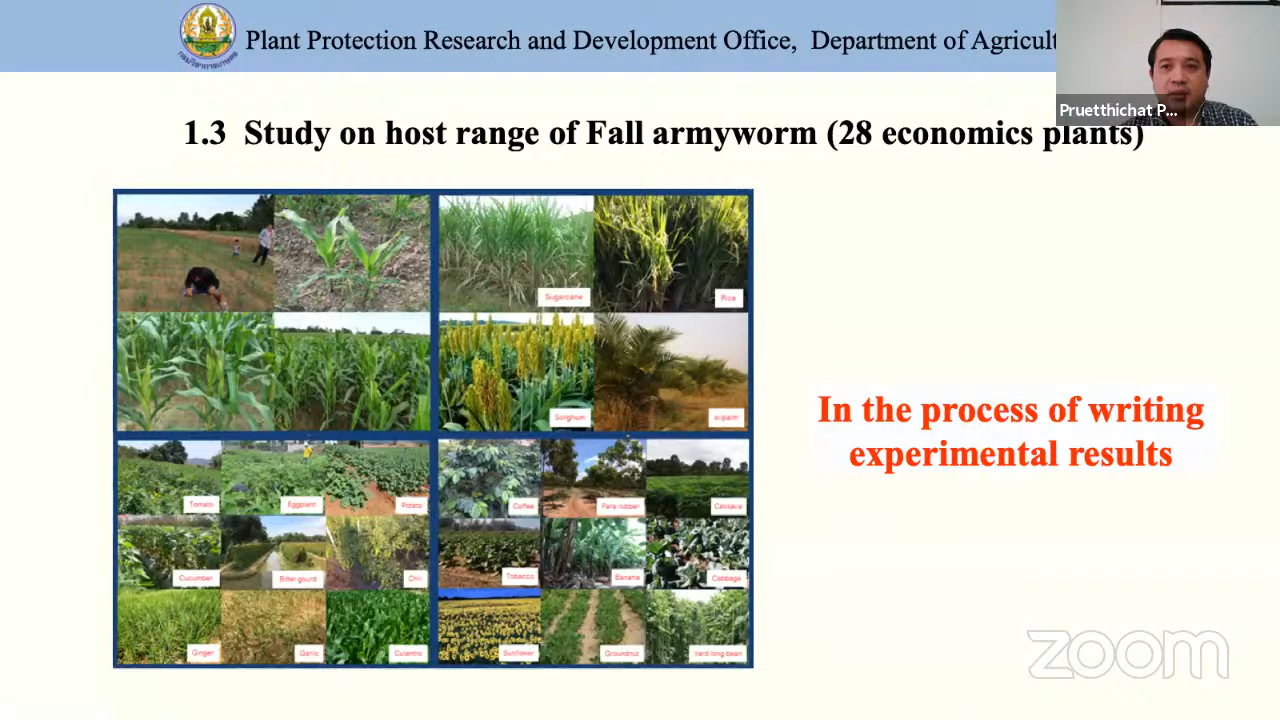 Plant Protection Research and Development Office, Department of Agricult
Pruetthichat P...
1.3 Study on host range of Fall armyworm (28 economics plants)
Sugarcane
Rice
Sorghum
o-palm
In the process of writing
experimental results
Tomato
Eggplant
Potato
Coffee
Para rubber
Cassava
Cucumber
Bitter gourd
Chili
Tobacco
Banana
Cabbage
Ginger
Garlic
Sunflower
Groundnut
Yard long bean
zoom